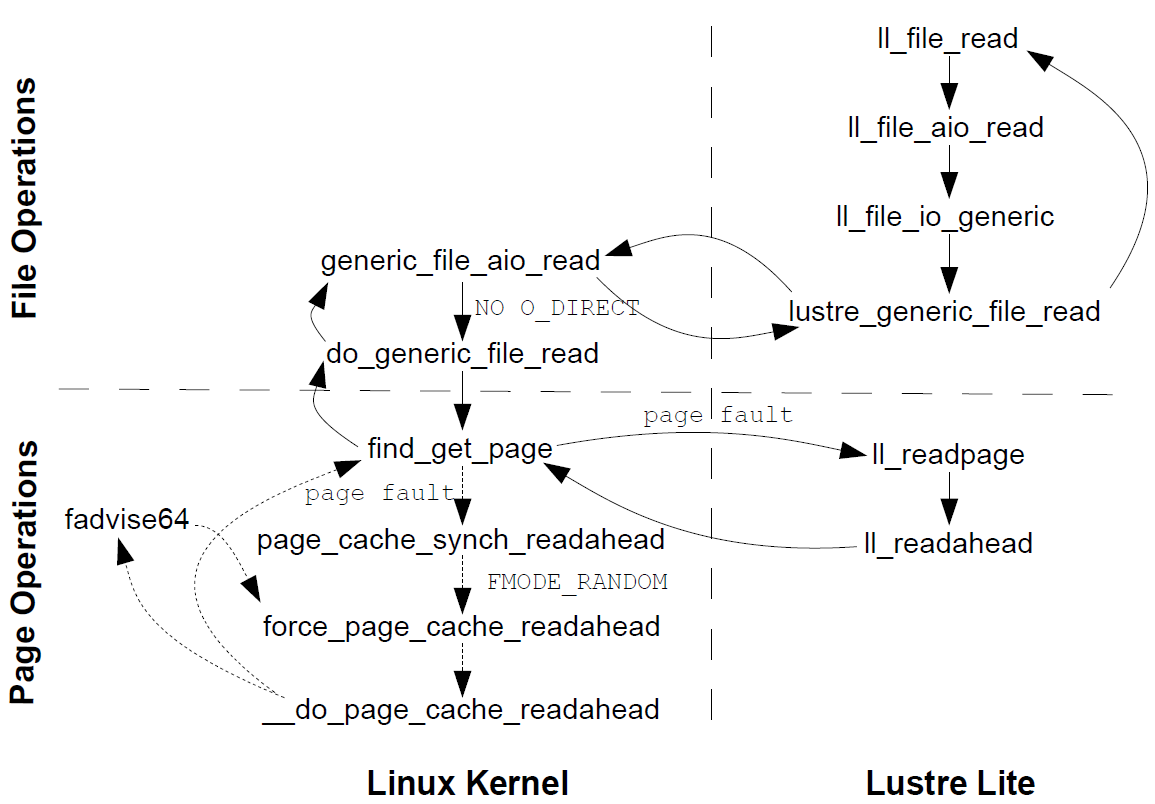 File Operations
ll_file_read
ll_file_aio_read
ll_file_io_generic
generic_file_aio_read
NO O_DIRECT
lustre_generic_file_read
do_generic_file_read
Page Operations
page fault
find_get_page
ll_readpage
page fault
fadvise64
page_cache_synch_readahead
ll_readahead
FMODE_RANDOM
force_page_cache_readahead
__do_page_cache_readahead
Linux Kernel
Lustre Lite